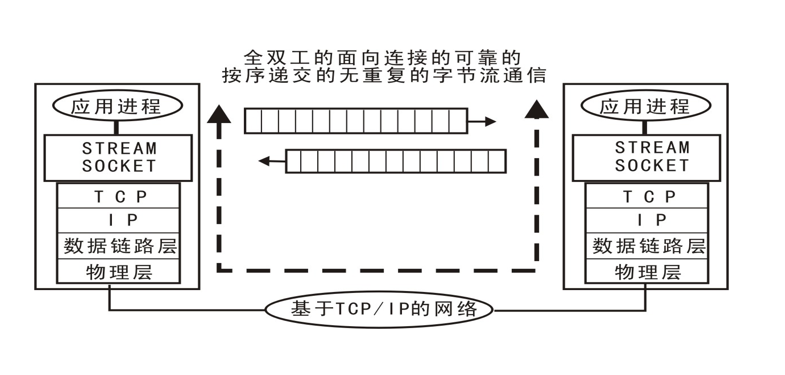 全双工的面向连接的可靠的
按序递交的无重复的字节流通信
应用进程
STREAM
SOCKET
TCP
IP
数据链路层
物理层
应用进程
STREAM
SOCKET
TCP
IP
数据链路层
物理层
基于TCP/IP的网络